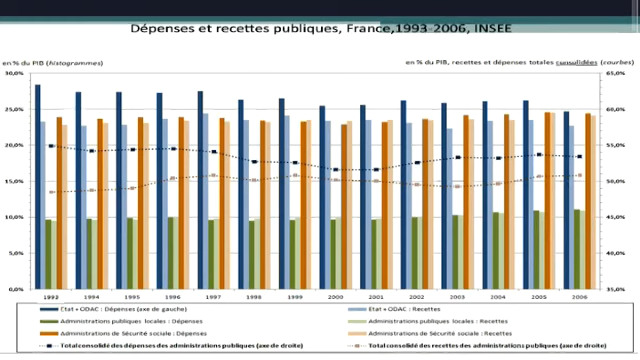 Dépenses et recettes publiques, France,1993-2006, INSEE
en % du PIB (histogrammes)
en % du PIB, recettes et dépenses totales consulidées (courbes)
30,0%
25,0%
20,0%
15,0%
10,0%
5,0%
0,0%
65,0%
60,0%
55,0%
50,0%
45,0%
40,0%
35,0%
1993 1994 1995 1996 1997 1998 1999 2000 2001 2002 2003 2004 2005 2006
Etat + ODAC : Dépenses (axe de gauche)
Etat + ODAC : Recettes
Administrations publiques locales : Dépenses
Administrations publiques locales : Recettes
Administrations de Sécurité sociale : Dépenses
Administrations de Sécurité sociale : Recettes
Total consolidé des dépenses des administrations publiques (axe de droite)
Total consolidé des recettes des administrations publiques (axe de droite)